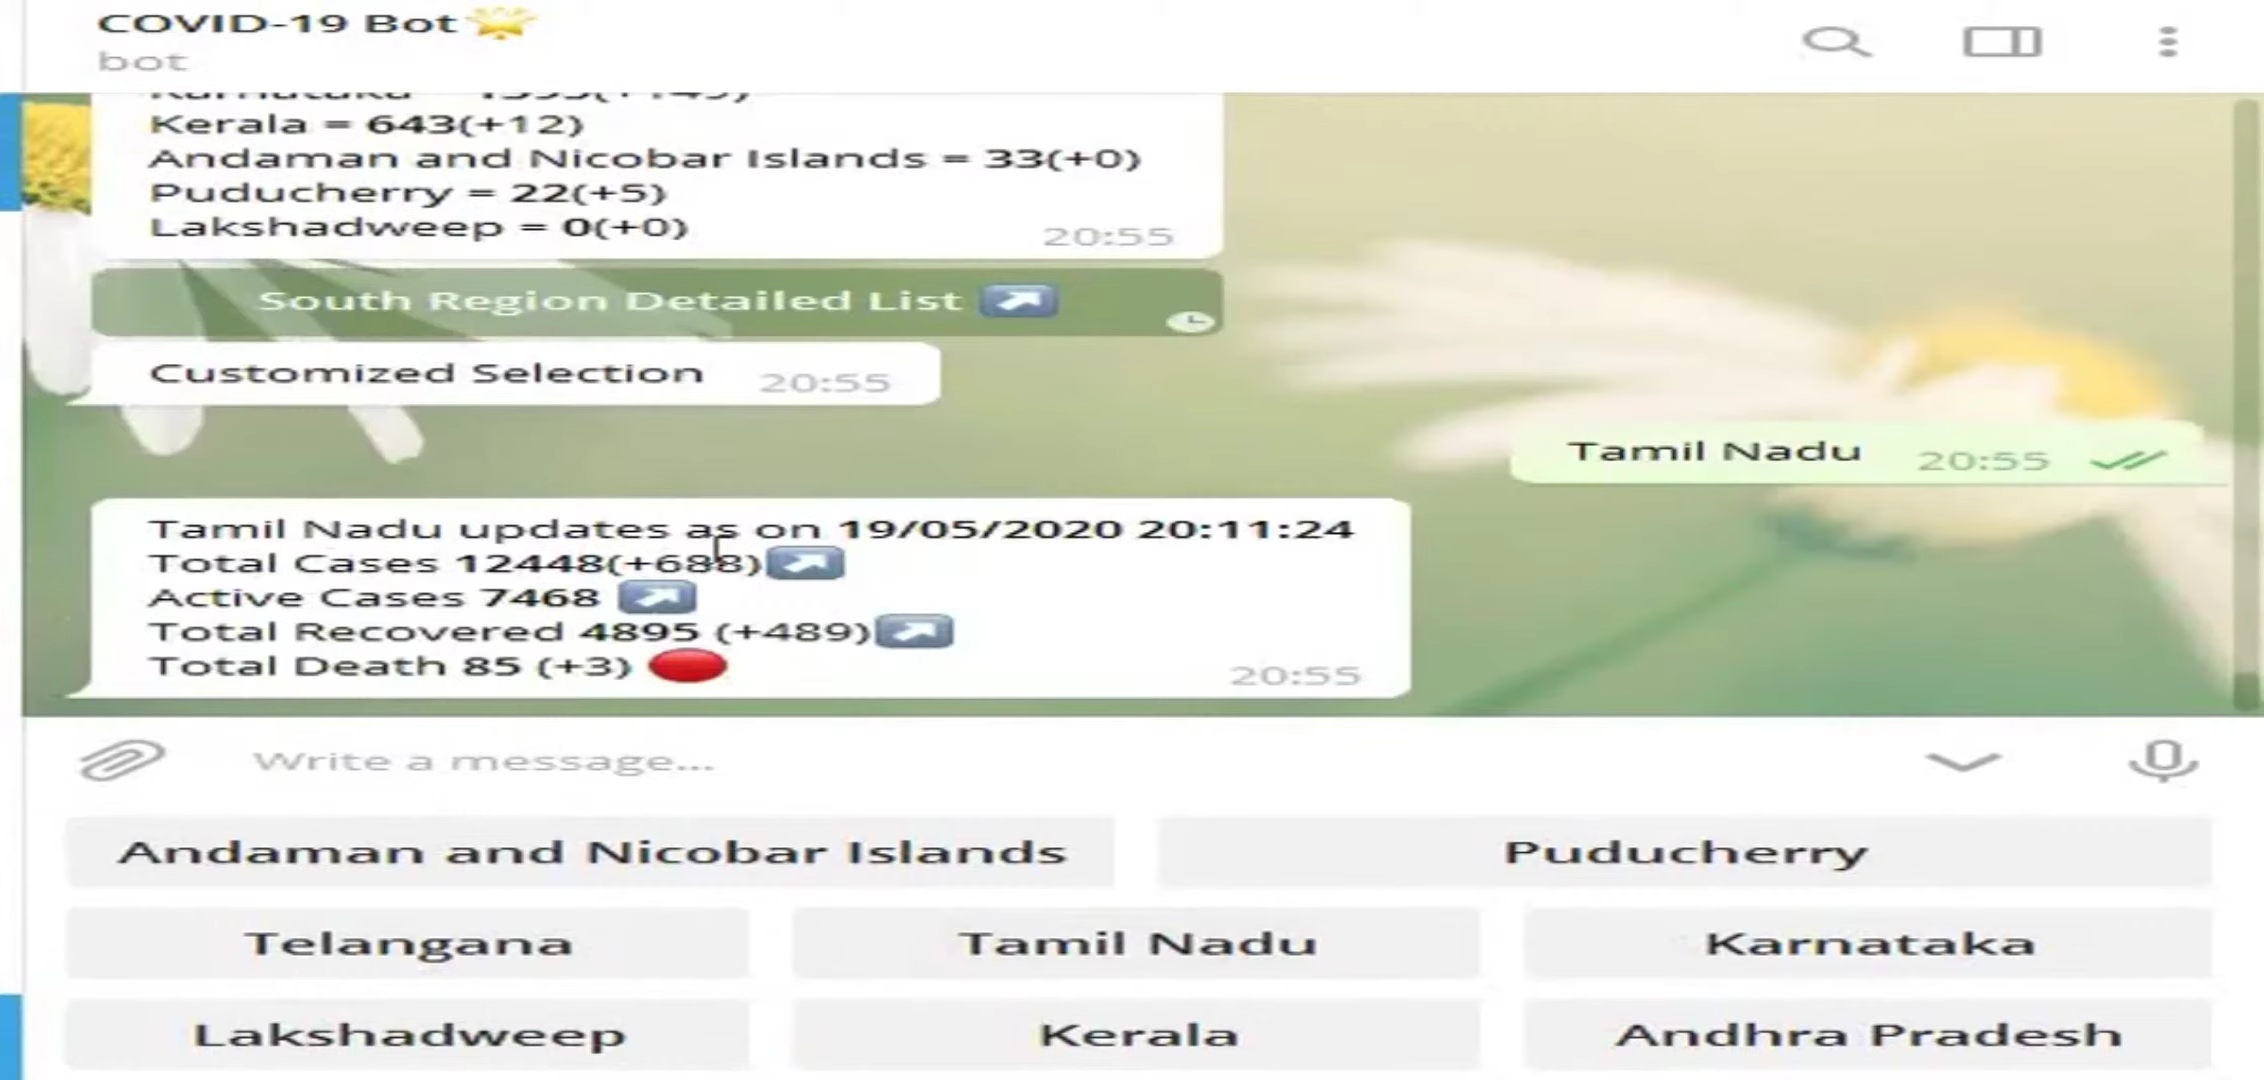 COVID-19 Bot
bot
Kerala = 643(+12)
Andaman and Nicobar Islands = 33(+0)
Puducherry = 22(+5)
Lakshadweep = 0(+0)
20:55
South Region Detailed List
Customized Selection 20:55
Tamil Nadu 20:55
Tamil Nadu updates as on 19/05/2020 20:11:24
Total Cases 12448(+688)
Active Cases 7468
Total Recovered 4895 (+489)
Total Death 85 (+3)
20:55
Write a message...
Andaman and Nicobar Islands Puducherry
Telangana Tamil Nadu Karnataka
Lakshadweep Kerala Andhra Pradesh